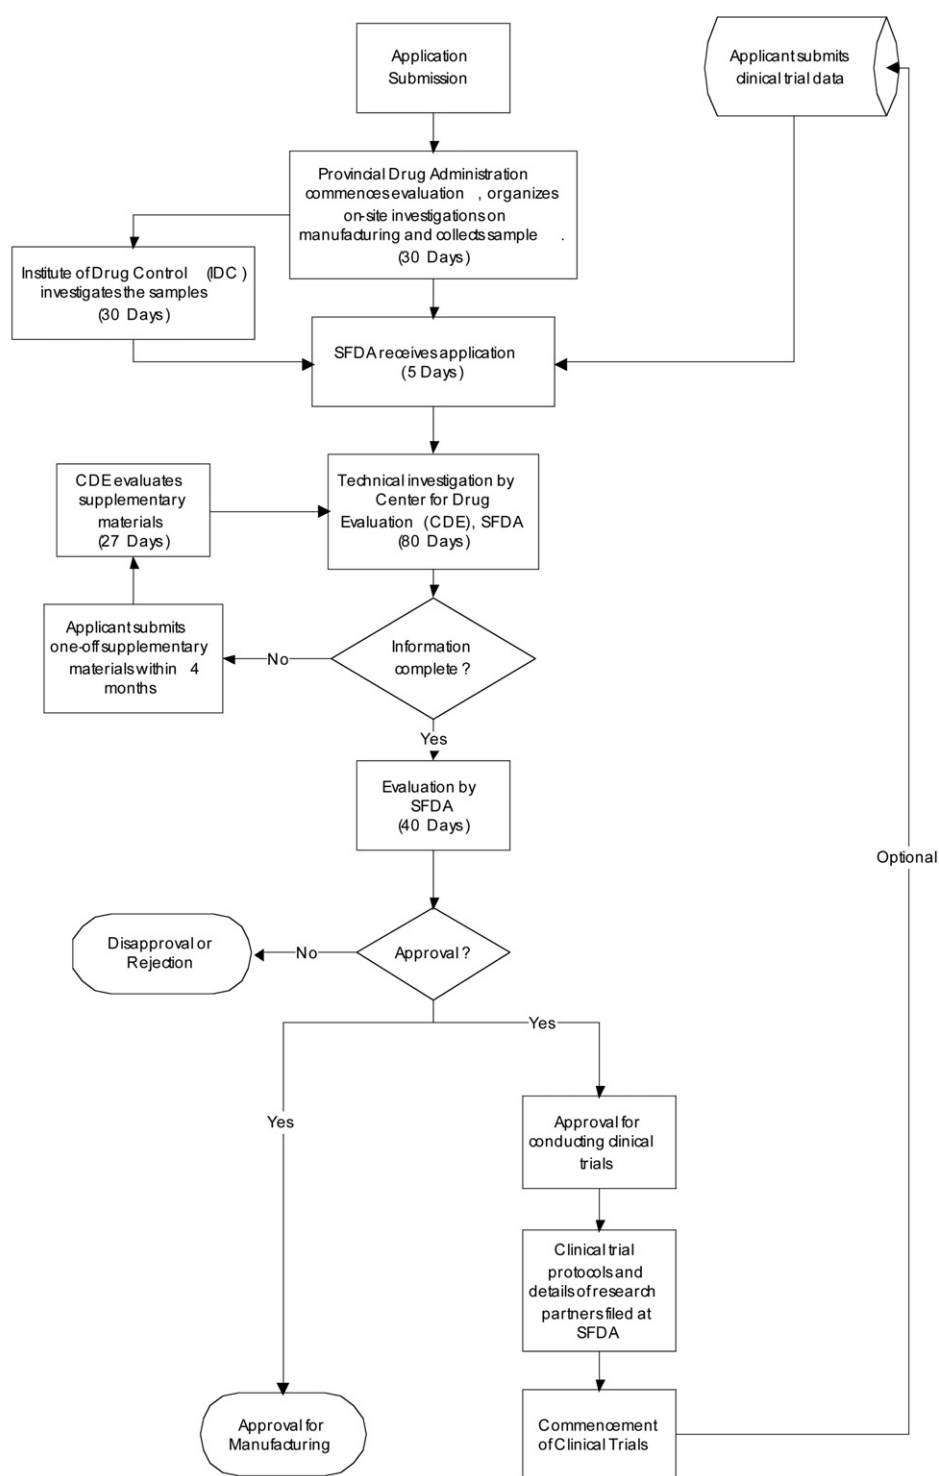 Application
Submission
Applicant submits
clinical trial data
Provincial Drug Administration
commences evaluation , organizes
on-site investigations on
manufacturing and collects sample .
(30 Days)
Institute of Drug Control (IDC)
investigates the samples
(30 Days)
SFDA receives application
(5 Days)
CDE evaluates
supplementary
materials
(27 Days)
Technical investigation by
Center for Drug
Evaluation (CDE), SFDA
(80 Days)
Applicant submits
one-off supplementary
materials within 4
months
No
Information
complete ?
Yes
Evaluation by
SFDA
(40 Days)
Optional
Disapproval or
Rejection
No
Approval ?
Yes
Yes
Approval for
conducting clinical
trials
Clinical trial
protocols and
details of research
partners filed at
SFDA
Approval for
Manufacturing
Commencement
of Clinical Trials